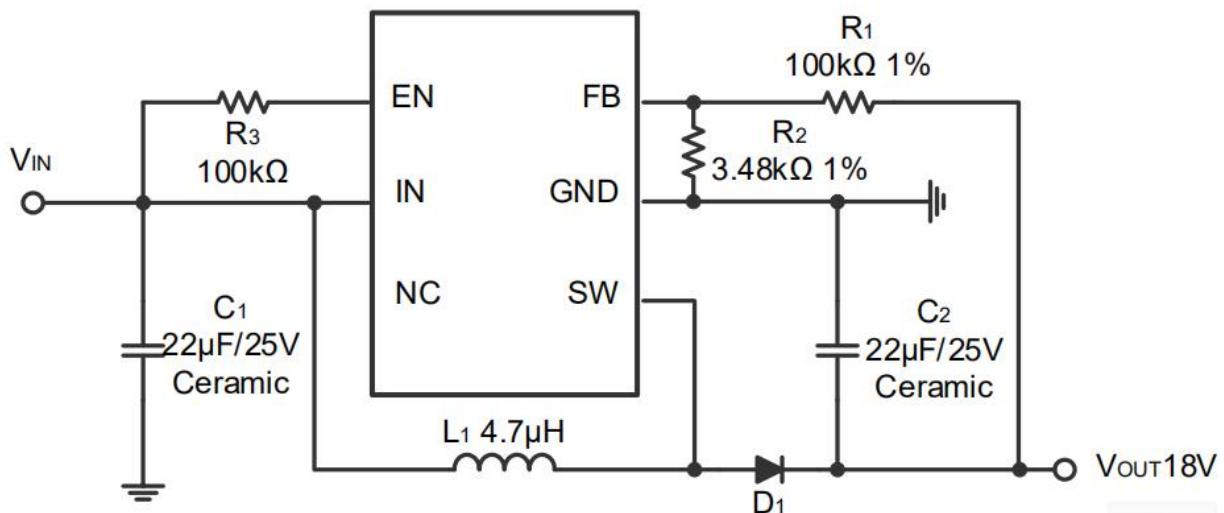 R1
100kΩ 1%
EN
FB
R3
100kΩ
R2
3.48kΩ 1%
VIN
IN
GND
NC
SW
C1
22µF/25V
Ceramic
C2
22µF/25V
Ceramic
L1 4.7µH
D1
VOUT18V